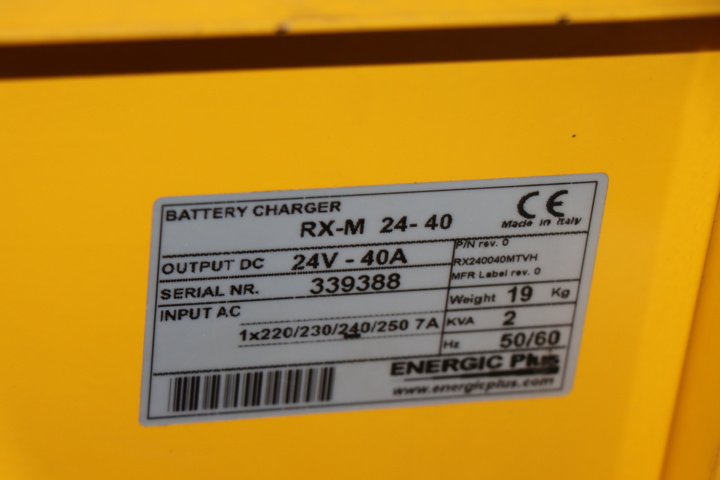 BATTERY CHARGER
RX-M 24-40
CE
Made in Italy
OUTPUT DC 24V - 40A
P/N rev. 0
RX240040MTVH
MFR Label rev. 0
SERIAL NR. 339388
Weight 19 Kg
INPUT AC
1x220/230/240/250 7A
KVA 2
Hz 50/60
ENERGIC Plus
www.energicplus.com